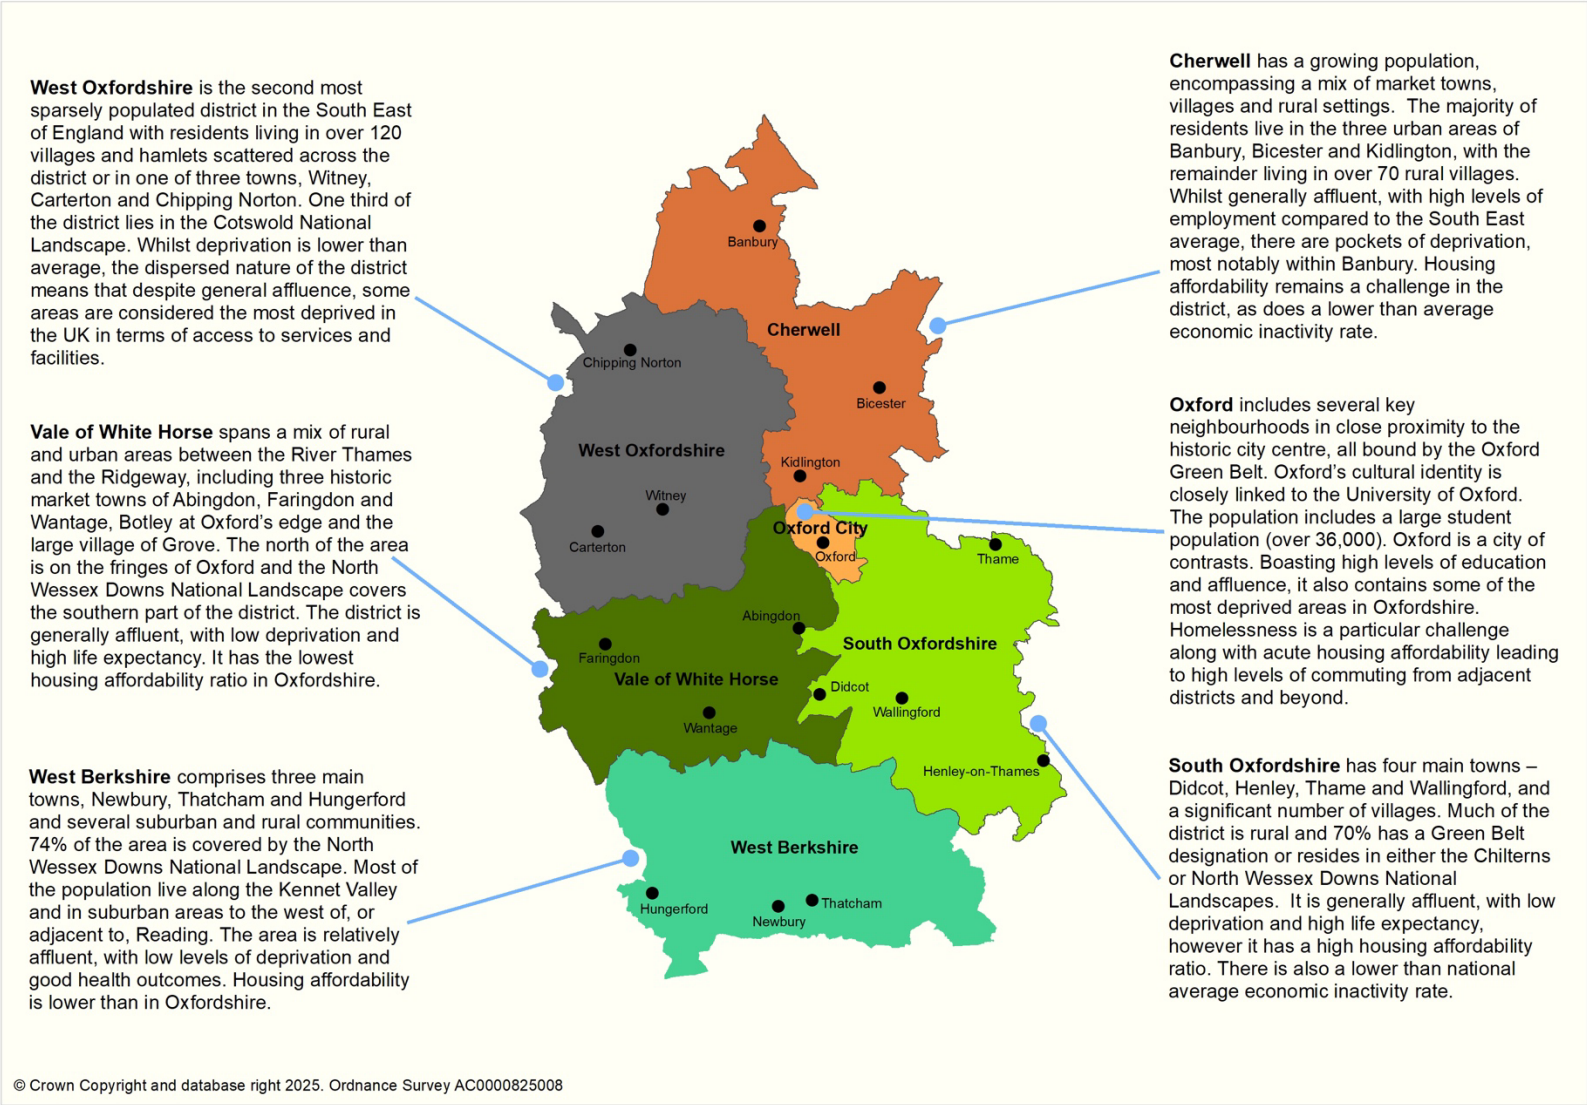 West Oxfordshire is the second most
sparsely populated district in the South East
of England with residents living in over 120
villages and hamlets scattered across the
district or in one of three towns, Witney,
Carterton and Chipping Norton. One third of
the district lies in the Cotswold National
Landscape. Whilst deprivation is lower than
average, the dispersed nature of the district
means that despite general affluence, some
areas are considered the most deprived in
the UK in terms of access to services and
facilities.
Vale of White Horse spans a mix of rural
and urban areas between the River Thames
and the Ridgeway, including three historic
market towns of Abingdon, Faringdon and
Wantage, Botley at Oxford's edge and the
large village of Grove. The north of the area
is on the fringes of Oxford and the North
Wessex Downs National Landscape covers
the southern part of the district. The district is
generally affluent, with low deprivation and
high life expectancy. It has the lowest
housing affordability ratio in Oxfordshire.
West Berkshire comprises three main
towns, Newbury, Thatcham and Hungerford
and several suburban and rural communities.
74% of the area is covered by the North
Wessex Downs National Landscape. Most of
the population live along the Kennet Valley
and in suburban areas to the west of, or
adjacent to, Reading. The area is relatively
affluent, with low levels of deprivation and
good health outcomes. Housing affordability
is lower than in Oxfordshire.
Banbury
Cherwell
Chipping Norton
Bicester
West Oxfordshire
Kidlington
Witney
Carterton
Oxford City
Oxford
Thame
Abingdon
South Oxfordshire
Faringdon
Vale of White Horse
Didcot
Wallingford
Wantage
Henley-on-Thames
West Berkshire
Hungerford
Thatcham
Newbury
Cherwell has a growing population,
encompassing a mix of market towns,
villages and rural settings. The majority of
residents live in the three urban areas of
Banbury, Bicester and Kidlington, with the
remainder living in over 70 rural villages.
Whilst generally affluent, with high levels of
employment compared to the South East
average, there are pockets of deprivation,
most notably within Banbury. Housing
affordability remains a challenge in the
district, as does a lower than average
economic inactivity rate.
Oxford includes several key
neighbourhoods in close proximity to the
historic city centre, all bound by the Oxford
Green Belt. Oxford's cultural identity is
closely linked to the University of Oxford.
The population includes a large student
population (over 36,000). Oxford is a city of
contrasts. Boasting high levels of education
and affluence, it also contains some of the
most deprived areas in Oxfordshire.
Homelessness is a particular challenge
along with acute housing affordability leading
to high levels of commuting from adjacent
districts and beyond.
South Oxfordshire has four main towns –
Didcot, Henley, Thame and Wallingford, and
a significant number of villages. Much of the
district is rural and 70% has a Green Belt
designation or resides in either the Chilterns
or North Wessex Downs National
Landscapes. It is generally affluent, with low
deprivation and high life expectancy,
however it has a high housing affordability
ratio. There is also a lower than national
average economic inactivity rate.
© Crown Copyright and database right 2025. Ordnance Survey AC0000825008